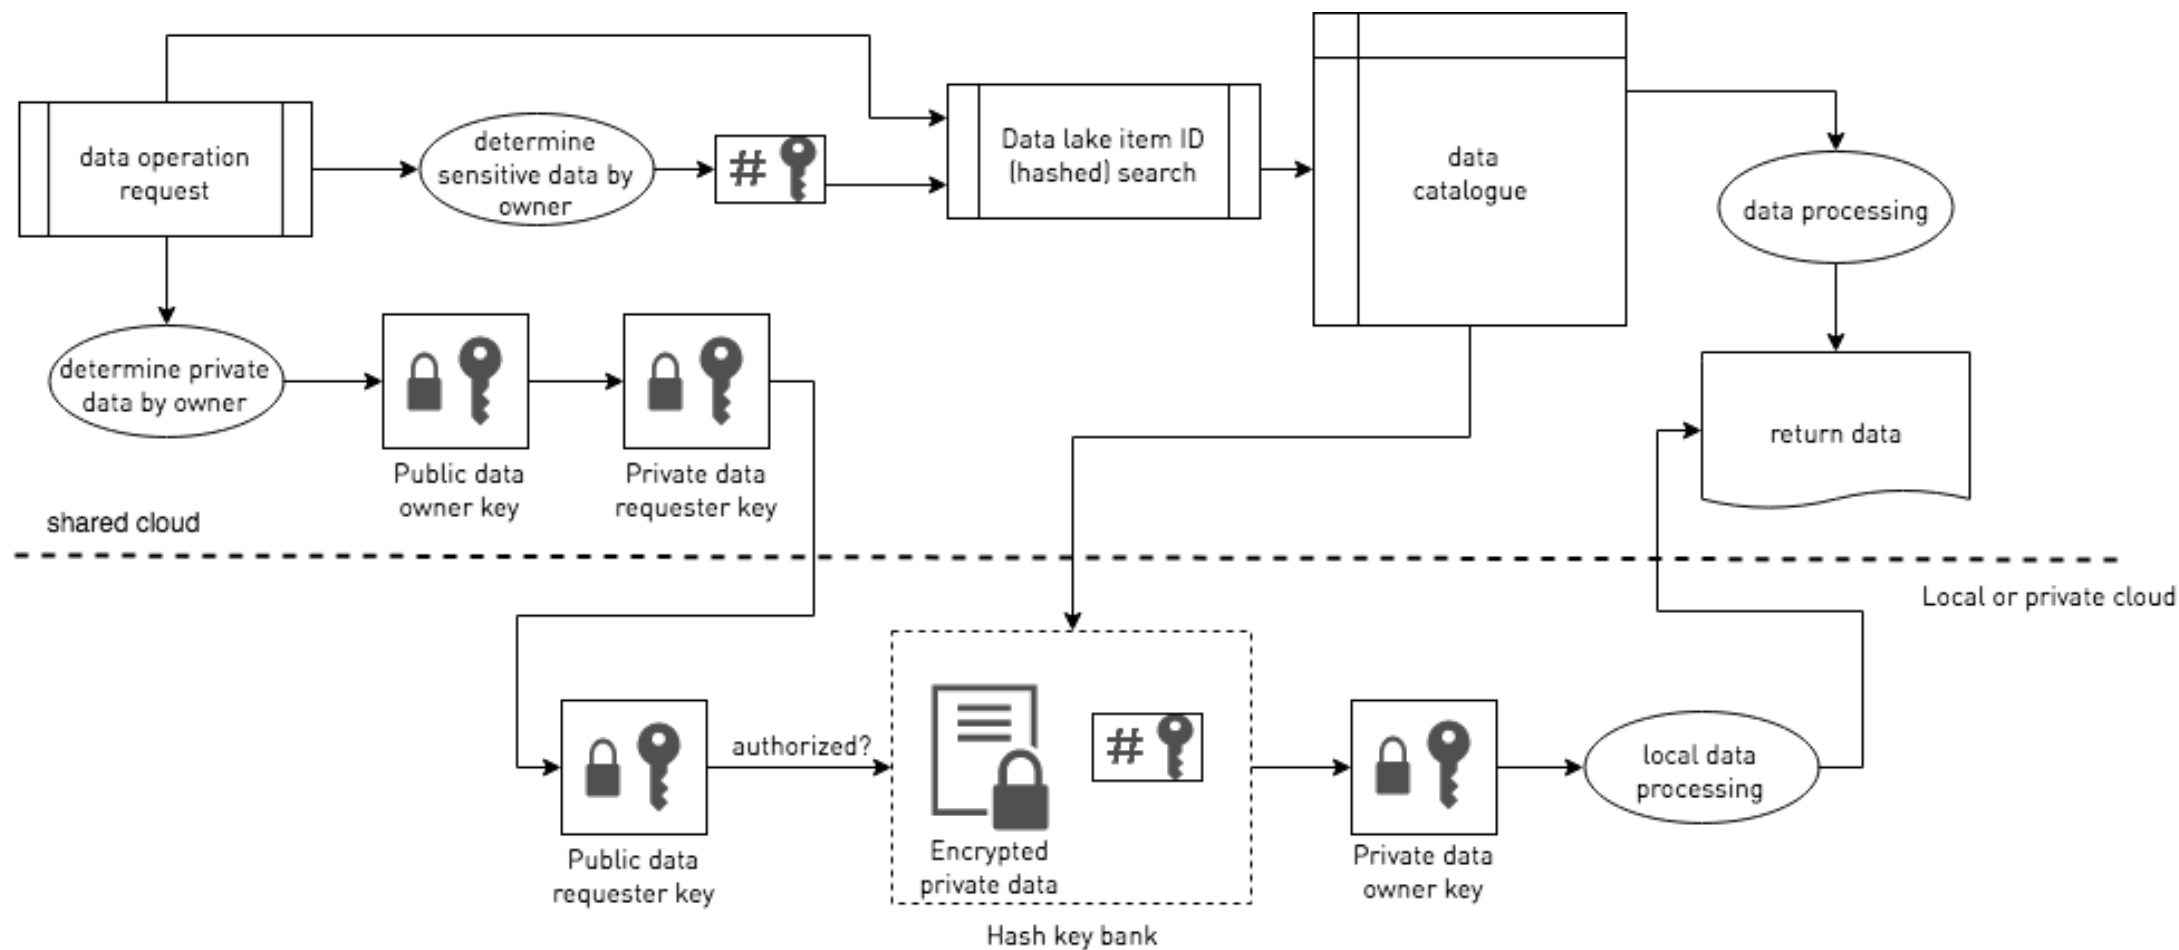 data operation
request
determine
sensitive data by
owner
#
Data lake item ID
(hashed) search
data
catalogue
data processing
determine private
data by owner
Public data
owner key
Private data
requester key
return data
shared cloud
Local or private cloud
authorized?
#
local data
processing
Public data
requester key
Encrypted
private data
Private data
owner key
Hash key bank